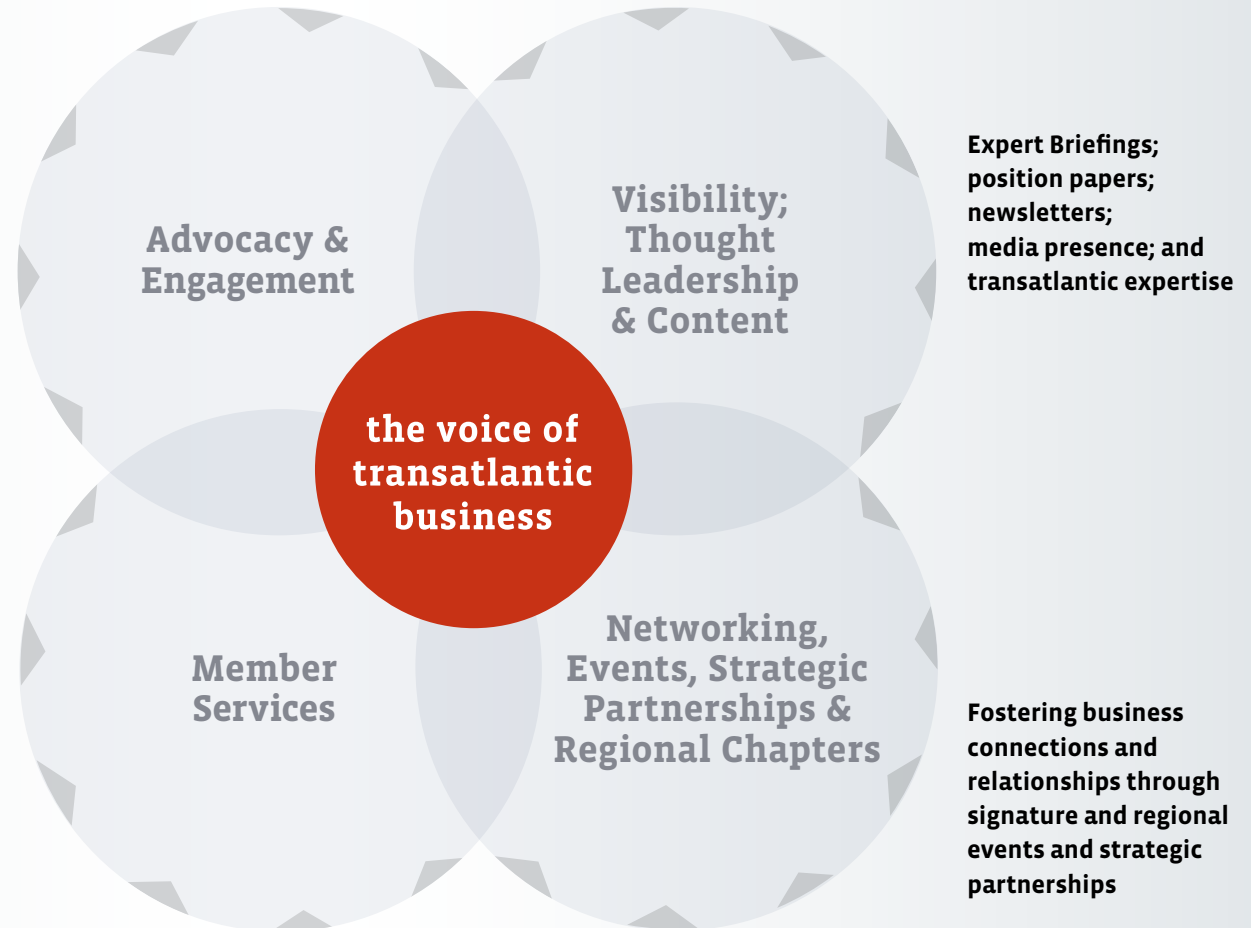 Advocacy &
Engagement
Visibility;
Thought
Leadership
& Content
Expert Briefings;
position papers;
newsletters;
media presence; and
transatlantic expertise
the voice of
transatlantic
business
Member
Services
Networking,
Events, Strategic
Partnerships &
Regional Chapters
Fostering business
connections and
relationships through
signature and regional
events and strategic
partnerships